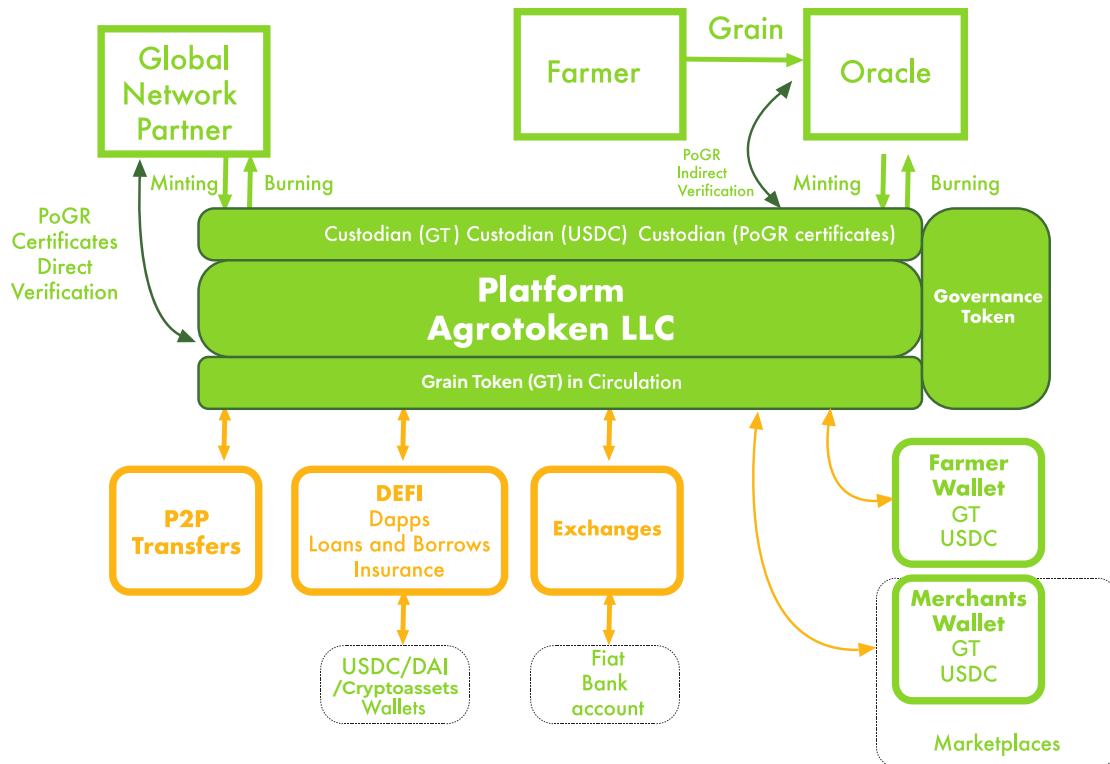 Grain
Global
Network
Partner
Farmer
Oracle
PoGR
Indirect
Verification
Minting
Burning
Minting
Burning
PoGR
Certificates
Direct
Verification
Custodian (GT) Custodian (USDC) Custodian (PoGR certificates)
Platform
Agrotoken LLC
Governance
Token
Grain Token (GT) in Circulation
P2P
Transfers
DEFI
Dapps
Loans and Borrows
Insurance
Exchanges
Farmer
Wallet
GT
USDC
Merchants
Wallet
GT
USDC
USDC/DAI
/Cryptoassets
Wallets
Fiat
Bank
account
Marketplaces